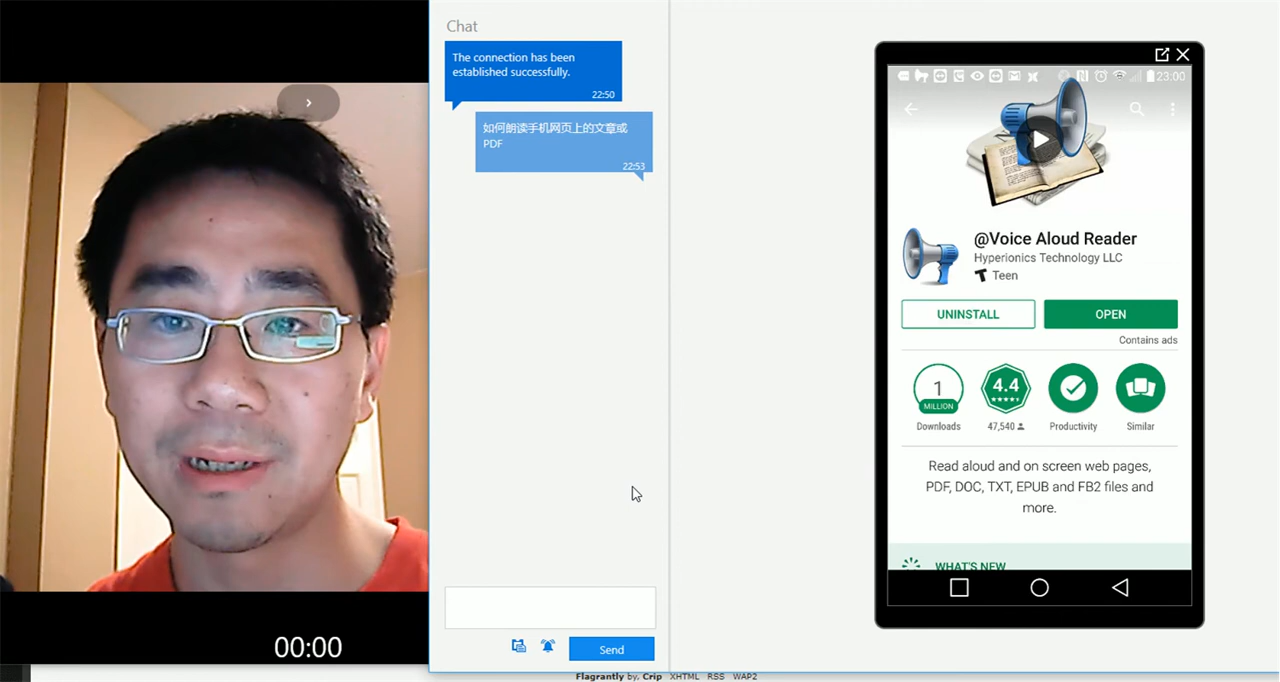 Chat
The connection has been
established successfully.
22:50
如何朗读手机网页上的文章或
PDF
22:53
Send
00:00
23:00
@Voice Aloud Reader
Hyperionics Technology LLC
Teen
UNINSTALL
OPEN
Contains ads
1
MILLION
Downloads
4.4
47,540
Productivity
Similar
Read aloud and on screen web pages,
PDF, DOC, TXT, EPUB and FB2 files and
more.
WHAT'S NEW
Flagrantly by. Crip XHTML RSS WAP2